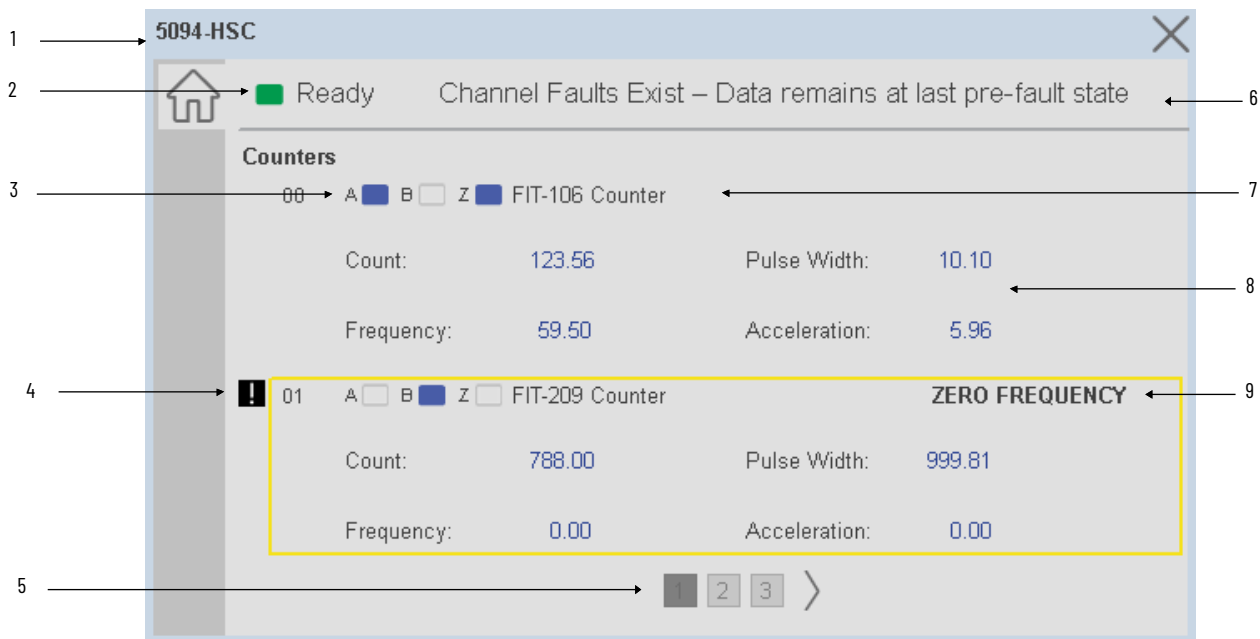 1
5094-HSC
2
Ready
Channel Faults Exist – Data remains at last pre-fault state
6
Counters
3
00 A B Z FIT-106 Counter
7
Count: 123.56 Pulse Width: 10.10
8
Frequency: 59.50 Acceleration: 5.96
4
! 01 A B Z FIT-209 Counter ZERO FREQUENCY
9
Count: 788.00 Pulse Width: 999.81
Frequency: 0.00 Acceleration: 0.00
5
1 2 3